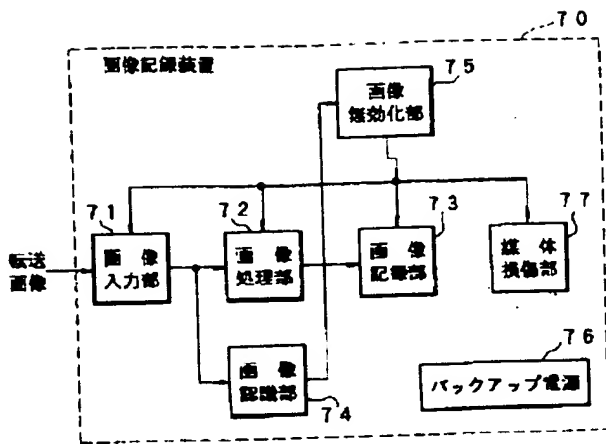 70
画像記録装置
75
画像
無効化部
71
72
73
77
転送
画像
画像
入力部
画像
処理部
画像
記録部
媒体
損傷部
画像
認識部
74
76
バックアップ電源